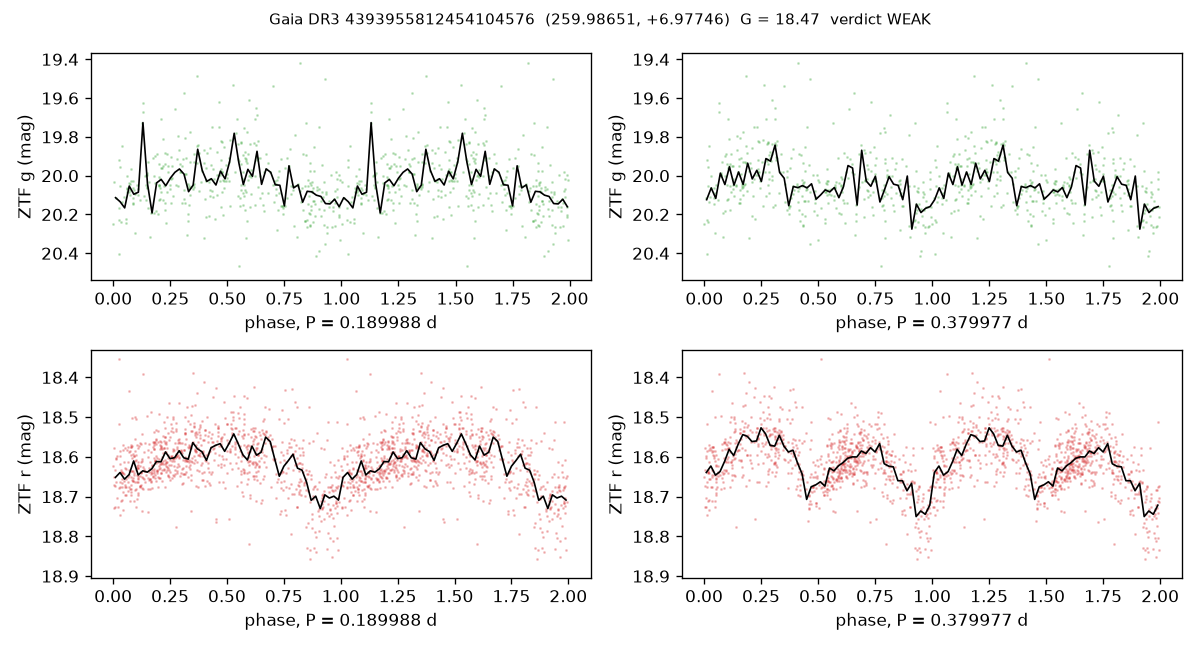 Gaia DR3 4393955812454104576 (259.98651, +6.97746) G = 18.47 verdict WEAK
ZTF g (mag)
19.4
19.6
19.8
20.0
20.2
20.4
0.00 0.25 0.50 0.75 1.00 1.25 1.50 1.75 2.00
phase, P = 0.189988 d
ZTF g (mag)
19.4
19.6
19.8
20.0
20.2
20.4
0.00 0.25 0.50 0.75 1.00 1.25 1.50 1.75 2.00
phase, P = 0.379977 d
ZTF r (mag)
18.4
18.5
18.6
18.7
18.8
18.9
0.00 0.25 0.50 0.75 1.00 1.25 1.50 1.75 2.00
phase, P = 0.189988 d
ZTF r (mag)
18.4
18.5
18.6
18.7
18.8
18.9
0.00 0.25 0.50 0.75 1.00 1.25 1.50 1.75 2.00
phase, P = 0.379977 d